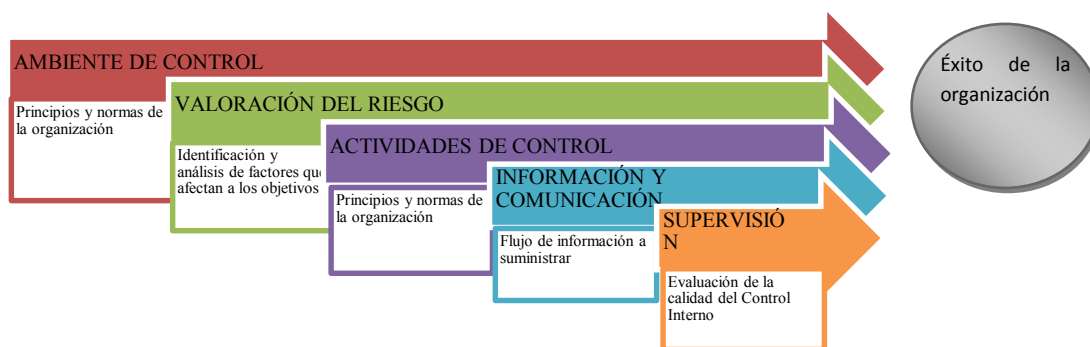 AMBIENTE DE CONTROL
Principios y normas de
la organización
VALORACIÓN DEL RIESGO
Identificación y
análisis de factores que
afectan a los objetivos
ACTIVIDADES DE CONTROL
Principios y normas de
la organización
INFORMACIÓN Y
COMUNICACIÓN
Flujo de información a
suministrar
SUPERVISIÓ
N
Evaluación de la
calidad del Control
Interno
Éxito de la
organización